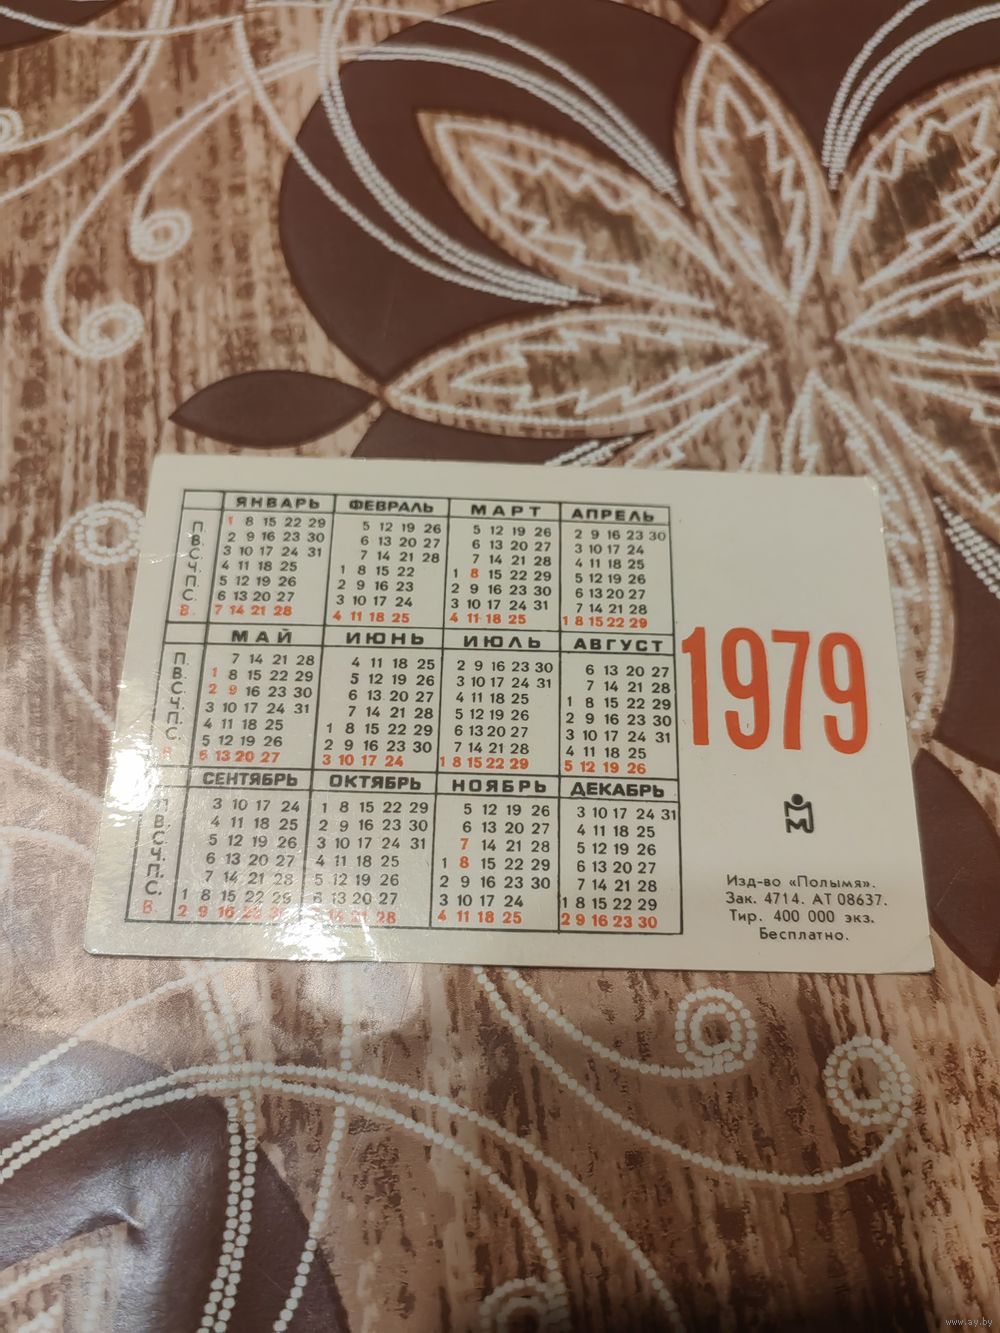 ЯНВАРЬ ФЕВРАЛЬ МАРТ АПРЕЛЬ
П. 1 8 15 22 29 5 12 19 26 5 12 19 26 2 9 16 23 30
В. 2 9 16 23 30 6 13 20 27 6 13 20 27 3 10 17 24
С. 3 10 17 24 31 7 14 21 28 7 14 21 28 4 11 18 25
Ч. 4 11 18 25 1 8 15 22 1 8 15 22 29 5 12 19 26
П. 5 12 19 26 2 9 16 23 2 9 16 23 30 6 13 20 27
С. 6 13 20 27 3 10 17 24 3 10 17 24 31 7 14 21 28
В. 7 14 21 28 4 11 18 25 4 11 18 25 1 8 15 22 29
МАЙ ИЮНЬ ИЮЛЬ АВГУСТ
П. 7 14 21 28 4 11 18 25 2 9 16 23 30 6 13 20 27
В. 1 8 15 22 29 5 12 19 26 3 10 17 24 31 7 14 21 28
С. 2 9 16 23 30 6 13 20 27 4 11 18 25 1 8 15 22 29
Ч. 3 10 17 24 31 7 14 21 28 5 12 19 26 2 9 16 23 30
П. 4 11 18 25 1 8 15 22 29 6 13 20 27 3 10 17 24 31
С. 5 12 19 26 2 9 16 23 30 7 14 21 28 4 11 18 25
В 6 13 20 27 3 10 17 24 1 8 15 22 29 5 12 19 26
СЕНТЯБРЬ ОКТЯБРЬ НОЯБРЬ ДЕКАБРЬ
П. 3 10 17 24 1 8 15 22 29 5 12 19 26 3 10 17 24 31
В. 4 11 18 25 2 9 16 23 30 6 13 20 27 4 11 18 25
С. 5 12 19 26 3 10 17 24 31 7 14 21 28 5 12 19 26
Ч. 6 13 20 27 4 11 18 25 1 8 15 22 29 6 13 20 27
П. 7 14 21 28 5 12 19 26 2 9 16 23 30 7 14 21 28
С. 1 8 15 22 29 6 13 20 27 3 10 17 24 1 8 15 22 29
В. 2 9 16 23 30 14 21 28 4 11 18 25 2 9 16 23 30
1979
Изд-во «Полымя».
Зак. 4714. АТ 08637.
Тир. 400 000 экз.
Бесплатно.
www.ay.by